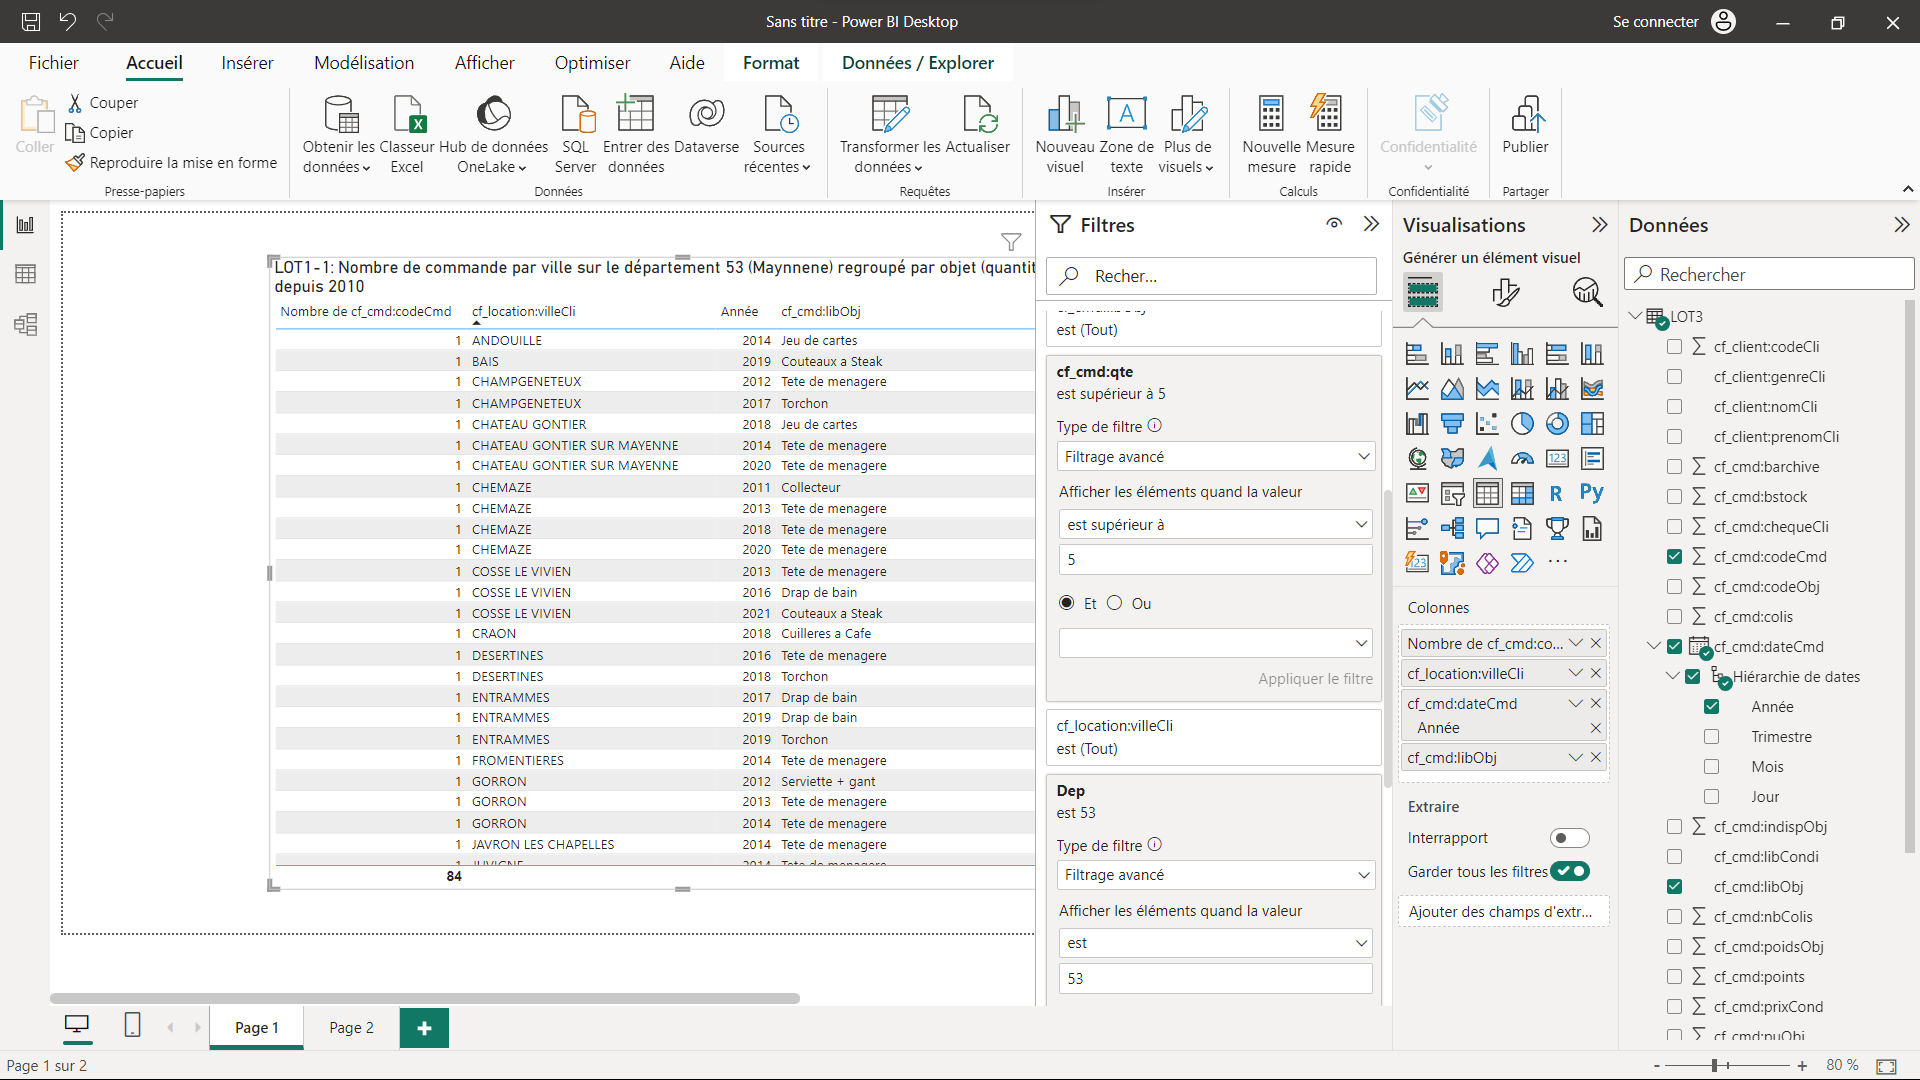 Sans titre - Power BI Desktop
Se connecter
Fichier
Accueil
Insérer
Modélisation
Afficher
Optimiser
Aide
Format
Données / Explorer
Coller
Couper
Copier
Reproduire la mise en forme
Presse-papiers
Obtenir les données
Classeur Excel
Hub de données OneLake
SQL Server
Entrer des données
Dataverse
Sources récentes
Données
Transformer les données
Actualiser
Requêtes
Nouveau visuel
Zone de texte
A
Plus de visuels
Insérer
Nouvelle mesure
Mesure rapide
Calculs
Confidentialité
Confidentialité
Publier
Partager
LOT1-1: Nombre de commande par ville sur le département 53 (Maynnene) regroupé par objet (quantit
depuis 2010
Nombre de cf_cmd:codeCmd cf_location:villeCli Année cf_cmd:libObj
1 ANDOUILLE 2014 Jeu de cartes
1 BAIS 2019 Couteaux a Steak
1 CHAMPGENETEUX 2012 Tete de menagere
1 CHAMPGENETEUX 2017 Torchon
1 CHATEAU GONTIER 2018 Jeu de cartes
1 CHATEAU GONTIER SUR MAYENNE 2014 Tete de menagere
1 CHATEAU GONTIER SUR MAYENNE 2020 Tete de menagere
1 CHEMAZE 2011 Collecteur
1 CHEMAZE 2013 Tete de menagere
1 CHEMAZE 2018 Tete de menagere
1 CHEMAZE 2020 Tete de menagere
1 COSSE LE VIVIEN 2013 Tete de menagere
1 COSSE LE VIVIEN 2016 Drap de bain
1 COSSE LE VIVIEN 2021 Couteaux a Steak
1 CRAON 2018 Cuilleres a Cafe
1 DESERTINES 2016 Tete de menagere
1 DESERTINES 2018 Torchon
1 ENTRAMMES 2017 Drap de bain
1 ENTRAMMES 2019 Drap de bain
1 ENTRAMMES 2019 Torchon
1 FROMENTIERES 2014 Tete de menagere
1 GORRON 2012 Serviette + gant
1 GORRON 2013 Tete de menagere
1 GORRON 2014 Tete de menagere
1 JAVRON LES CHAPELLES 2014 Tete de menagere
1 JUVIGNE 2014 Tete de menagere
84
Filtres
Recher...
cf_cmd:libObj
est (Tout)
cf_cmd:qte
est supérieur à 5
Type de filtre
Filtrage avancé
Afficher les éléments quand la valeur
est supérieur à
5
Et Ou
Appliquer le filtre
cf_location:villeCli
est (Tout)
Dep
est 53
Type de filtre
Filtrage avancé
Afficher les éléments quand la valeur
est
53
Visualisations
Générer un élément visuel
123
R
Py
123
...
Colonnes
Nombre de cf_cmd:co...
cf_location:villeCli
cf_cmd:dateCmd
Année
cf_cmd:libObj
Extraire
Interrapport
Garder tous les filtres
Ajouter des champs d'extr...
Données
Rechercher
LOT3
cf_client:codeCli
cf_client:genreCli
cf_client:nomCli
cf_client:prenomCli
cf_cmd:barchive
cf_cmd:bstock
cf_cmd:chequeCli
cf_cmd:codeCmd
cf_cmd:codeObj
cf_cmd:colis
cf_cmd:dateCmd
Hiérarchie de dates
Année
Trimestre
Mois
Jour
cf_cmd:indispObj
cf_cmd:libCondi
cf_cmd:libObj
cf_cmd:nbColis
cf_cmd:poidsObj
cf_cmd:points
cf_cmd:prixCond
cf_cmd:puObj
Page 1
Page 2
+
Page 1 sur 2
- + 80 %